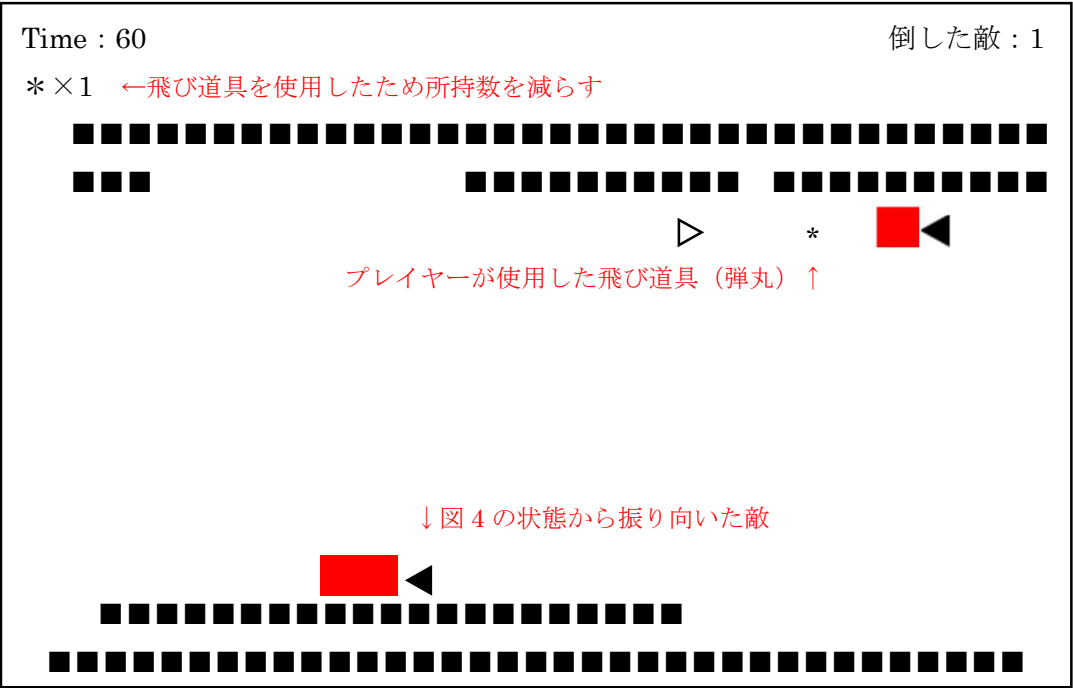 Time：60
倒した敵：1
＊×1 ←飛び道具を使用したため所持数を減らす
*
プレイヤーが使用した飛び道具（弾丸）↑
↓図4の状態から振り向いた敵